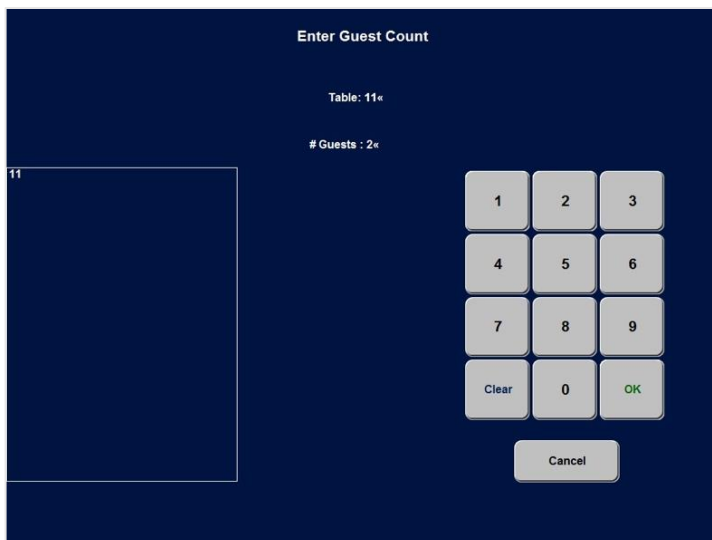 Enter Guest Count
Table: 11«
# Guests : 2«
11
1 2 3
4 5 6
7 8 9
Clear 0 OK
Cancel